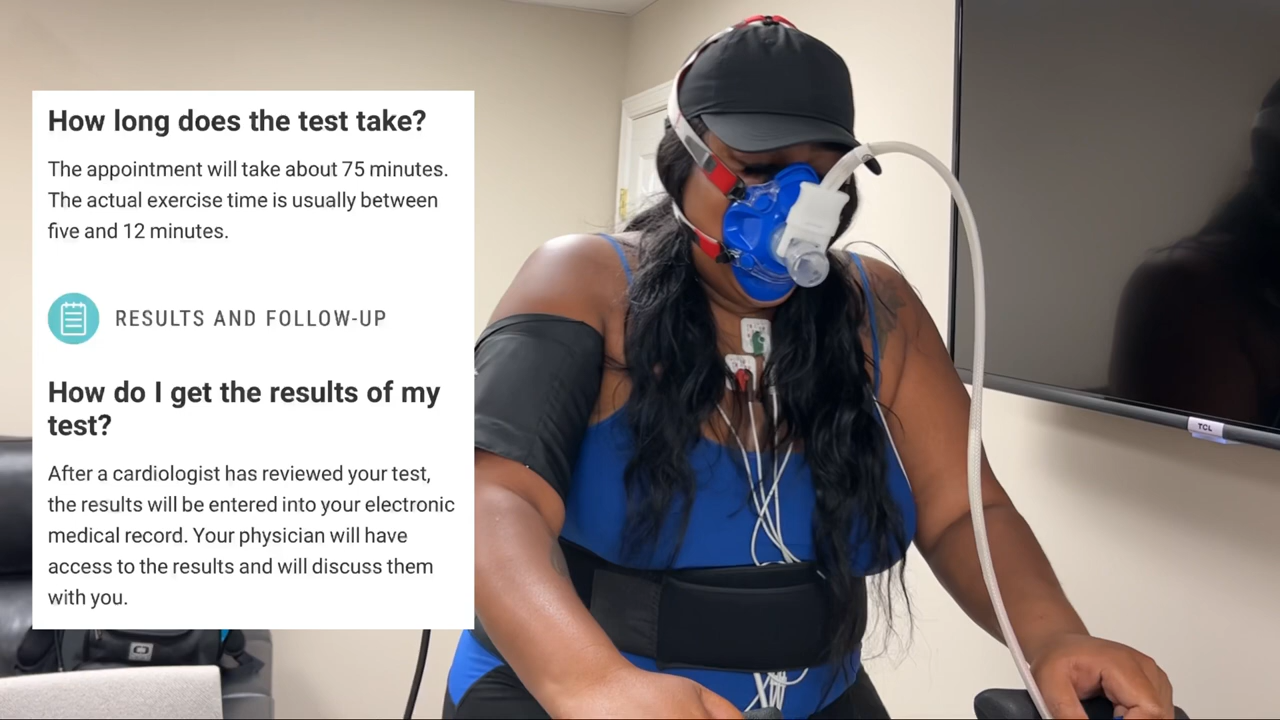 How long does the test take?
The appointment will take about 75 minutes.
The actual exercise time is usually between
five and 12 minutes.
RESULTS AND FOLLOW-UP
How do I get the results of my
test?
After a cardiologist has reviewed your test,
the results will be entered into your electronic
medical record. Your physician will have
access to the results and will discuss them
with you.
TCL